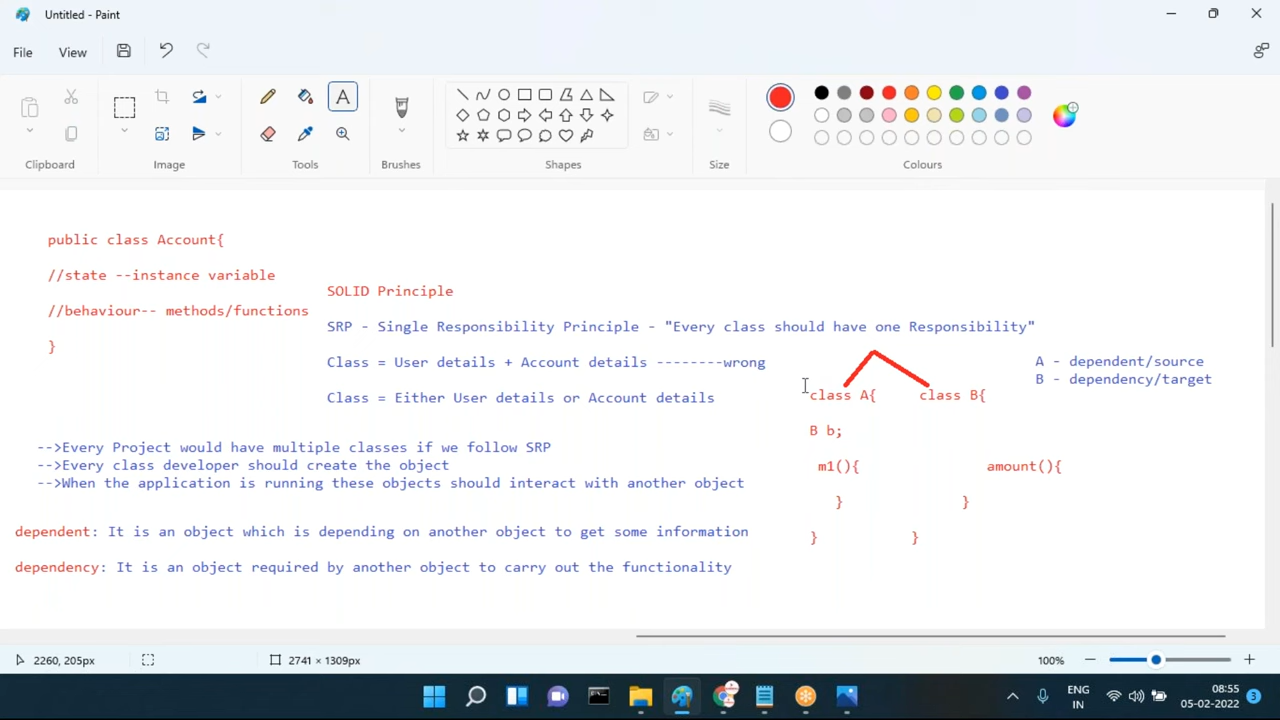 Untitled - Paint
File View
Clipboard Image Tools Brushes Shapes Size Colours
A
public class Account{
//state --instance variable
//behaviour-- methods/functions
}
SOLID Principle
SRP - Single Responsibility Principle - "Every class should have one Responsibility"
Class = User details + Account details --------wrong
Class = Either User details or Account details
A - dependent/source
B - dependency/target
class A{ class B{
B b;
m1(){ amount(){
} }
} }
-->Every Project would have multiple classes if we follow SRP
-->Every class developer should create the object
-->When the application is running these objects should interact with another object
dependent: It is an object which is depending on another object to get some information
dependency: It is an object required by another object to carry out the functionality
2260, 205px 2741 × 1309px 100%
ENG 08:55
IN 05-02-2022 3